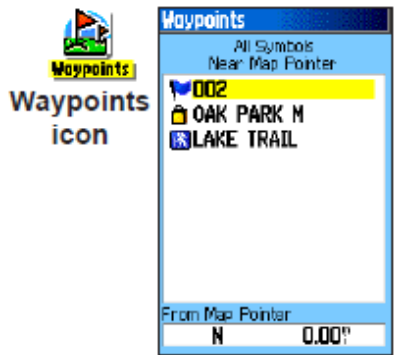 Waypoints
Waypoints
icon
Waypoints
All Symbols
Near Map Pointer
002
OAK PARK M
LAKE TRAIL
From Map Pointer
N 0.00